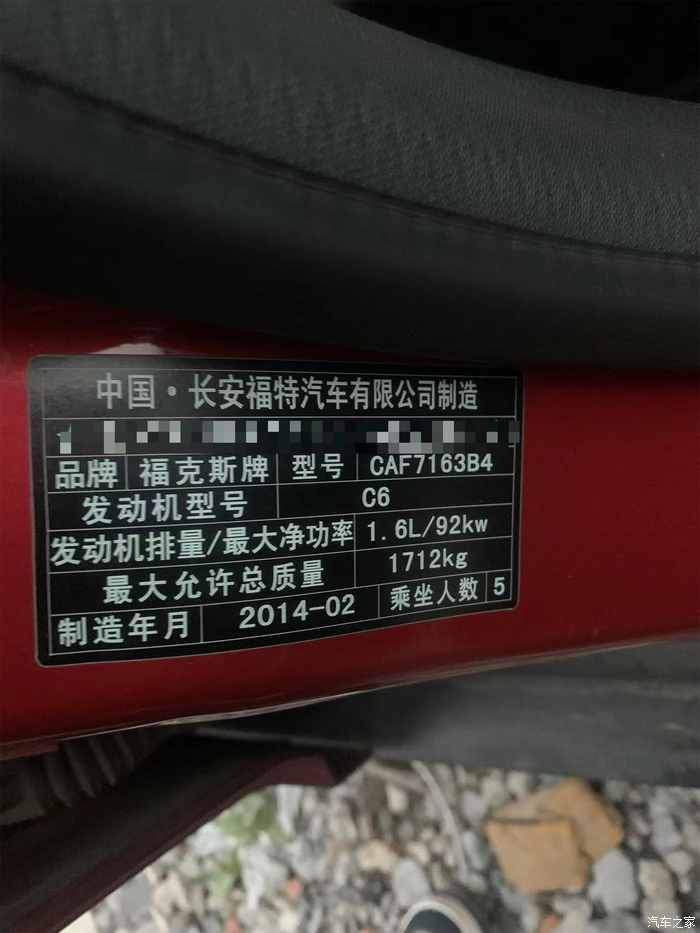 中国·长安福特汽车有限公司制造
品牌 福克斯牌 型号 CAF7163B4
发动机型号 C6
发动机排量/最大净功率 1.6L/92kw
最大允许总质量 1712kg
制造年月 2014-02 乘坐人数 5
汽车之家